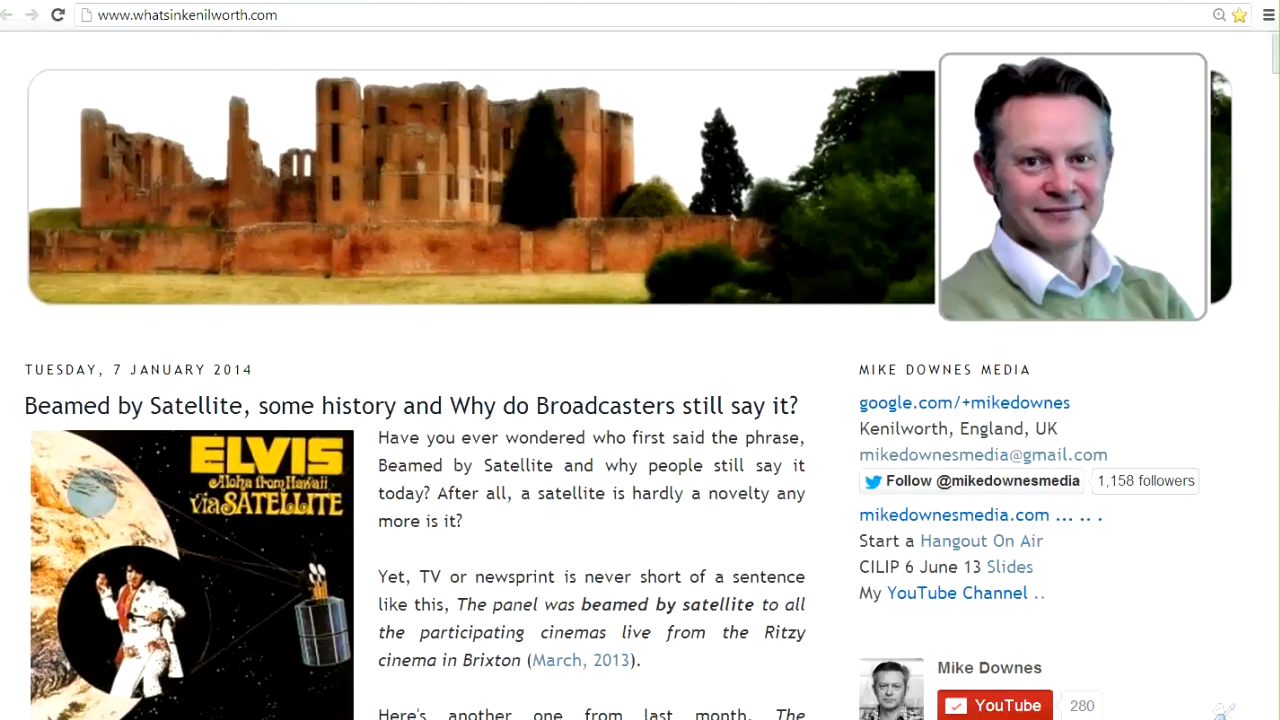 www.whatsinkenilworth.com
TUESDAY, 7 JANUARY 2014
Beamed by Satellite, some history and Why do Broadcasters still say it?
ELVIS
Aloha from Hawaii
via SATELLITE
Have you ever wondered who first said the phrase,
Beamed by Satellite and why people still say it
today? After all, a satellite is hardly a novelty any
more is it?
Yet, TV or newsprint is never short of a sentence
like this, The panel was beamed by satellite to all
the participating cinemas live from the Ritzy
cinema in Brixton (March, 2013).
Here's another one from last month, The
MIKE DOWNES MEDIA
google.com/+mikedownes
Kenilworth, England, UK
mikedownesmedia@gmail.com
Follow @mikedownesmedia 1,158 followers
mikedownesmedia.com ... .. .
Start a Hangout On Air
CILIP 6 June 13 Slides
My YouTube Channel ..
Mike Downes
YouTube 280